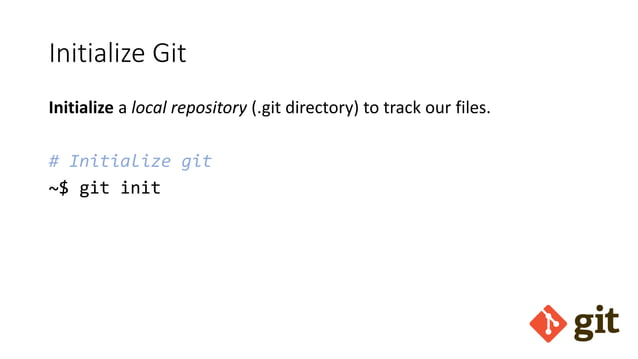 Initialize Git
Initialize a local repository (.git directory) to track our files.
# Initialize git
~$ git init
git